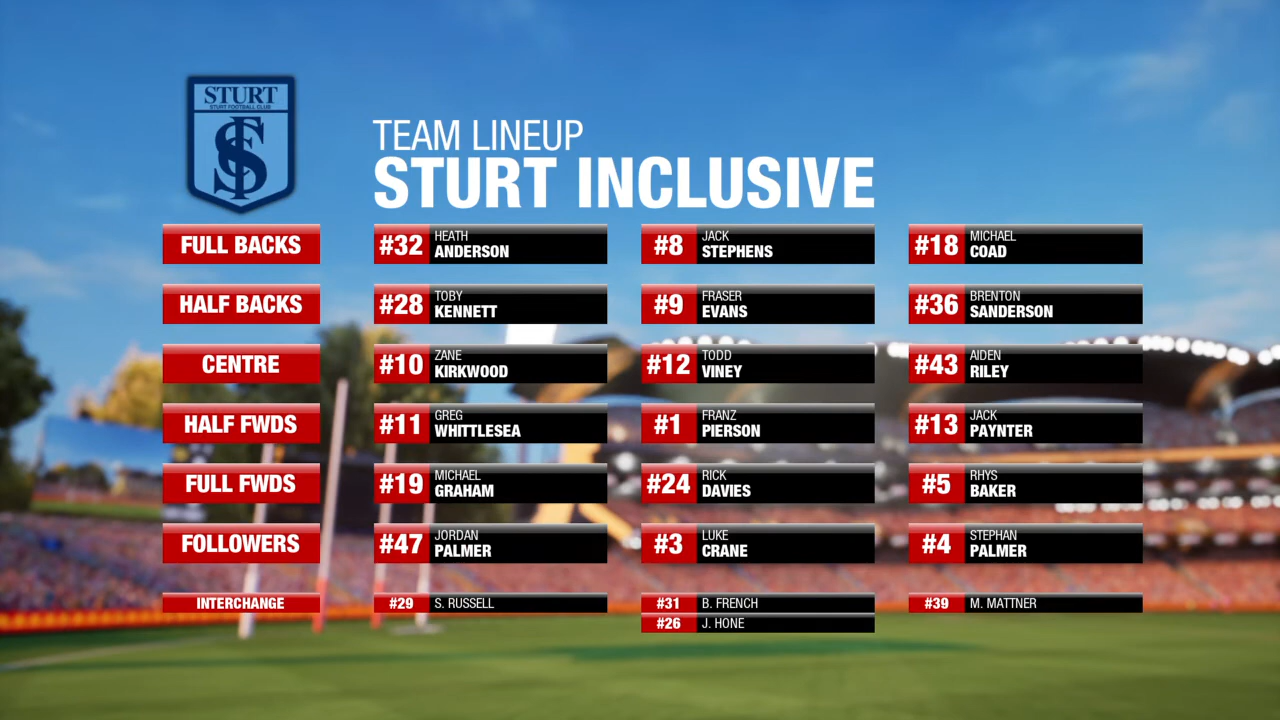 STURT
STURT FOOTBALL CLUB
SFC
TEAM LINEUP
STURT INCLUSIVE
FULL BACKS #32 HEATH ANDERSON #8 JACK STEPHENS #18 MICHAEL COAD
HALF BACKS #28 TOBY KENNETT #9 FRASER EVANS #36 BRENTON SANDERSON
CENTRE #10 ZANE KIRKWOOD #12 TODD VINEY #43 AIDEN RILEY
HALF FWDS #11 GREG WHITTLESEA #1 FRANZ PIERSON #13 JACK PAYNTER
FULL FWDS #19 MICHAEL GRAHAM #24 RICK DAVIES #5 RHYS BAKER
FOLLOWERS #47 JORDAN PALMER #3 LUKE CRANE #4 STEPHAN PALMER
INTERCHANGE #29 S. RUSSELL #31 B. FRENCH #39 M. MATTNER
#26 J. HONE